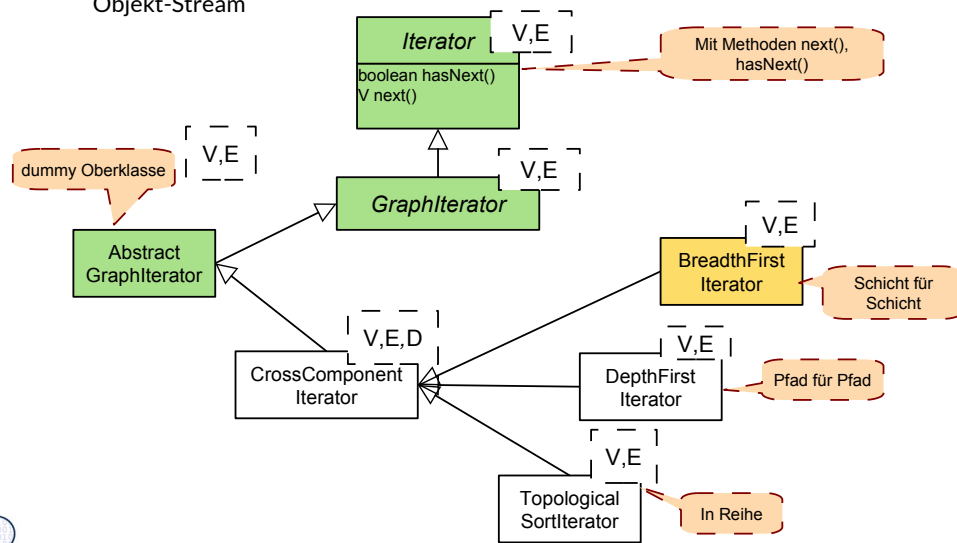 Objekt-Stream
Iterator
V,E
boolean hasNext()
V next()
Mit Methoden next(),
hasNext()
V,E
dummy Oberklasse
V,E
GraphIterator
Abstract
GraphIterator
V,E
BreadthFirst
Iterator
Schicht für
Schicht
V,E,D
CrossComponent
Iterator
V,E
DepthFirst
Iterator
Pfad für Pfad
V,E
Topological
SortIterator
In Reihe